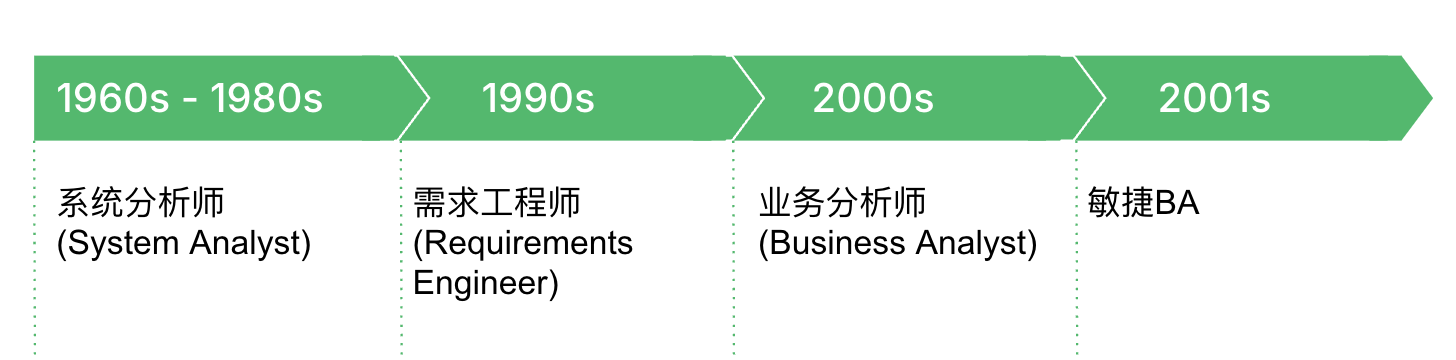 1960s - 1980s
1990s
2000s
2001s
系统分析师
(System Analyst)
需求工程师
(Requirements
Engineer)
业务分析师
(Business Analyst)
敏捷BA